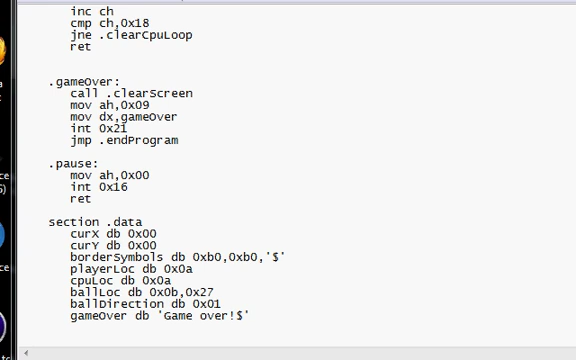 inc ch
cmp ch,0x18
jne .clearCpuLoop
ret
.gameOver:
call .clearScreen
mov ah,0x09
mov dx,gameOver
int 0x21
jmp .endProgram
.pause:
mov ah,0x00
int 0x16
ret
section .data
curX db 0x00
curY db 0x00
borderSymbols db 0xb0,0xb0,'$'
playerLoc db 0x0a
cpuLoc db 0x0a
ballLoc db 0x0b,0x27
ballDirection db 0x01
gameOver db 'Game over!$'